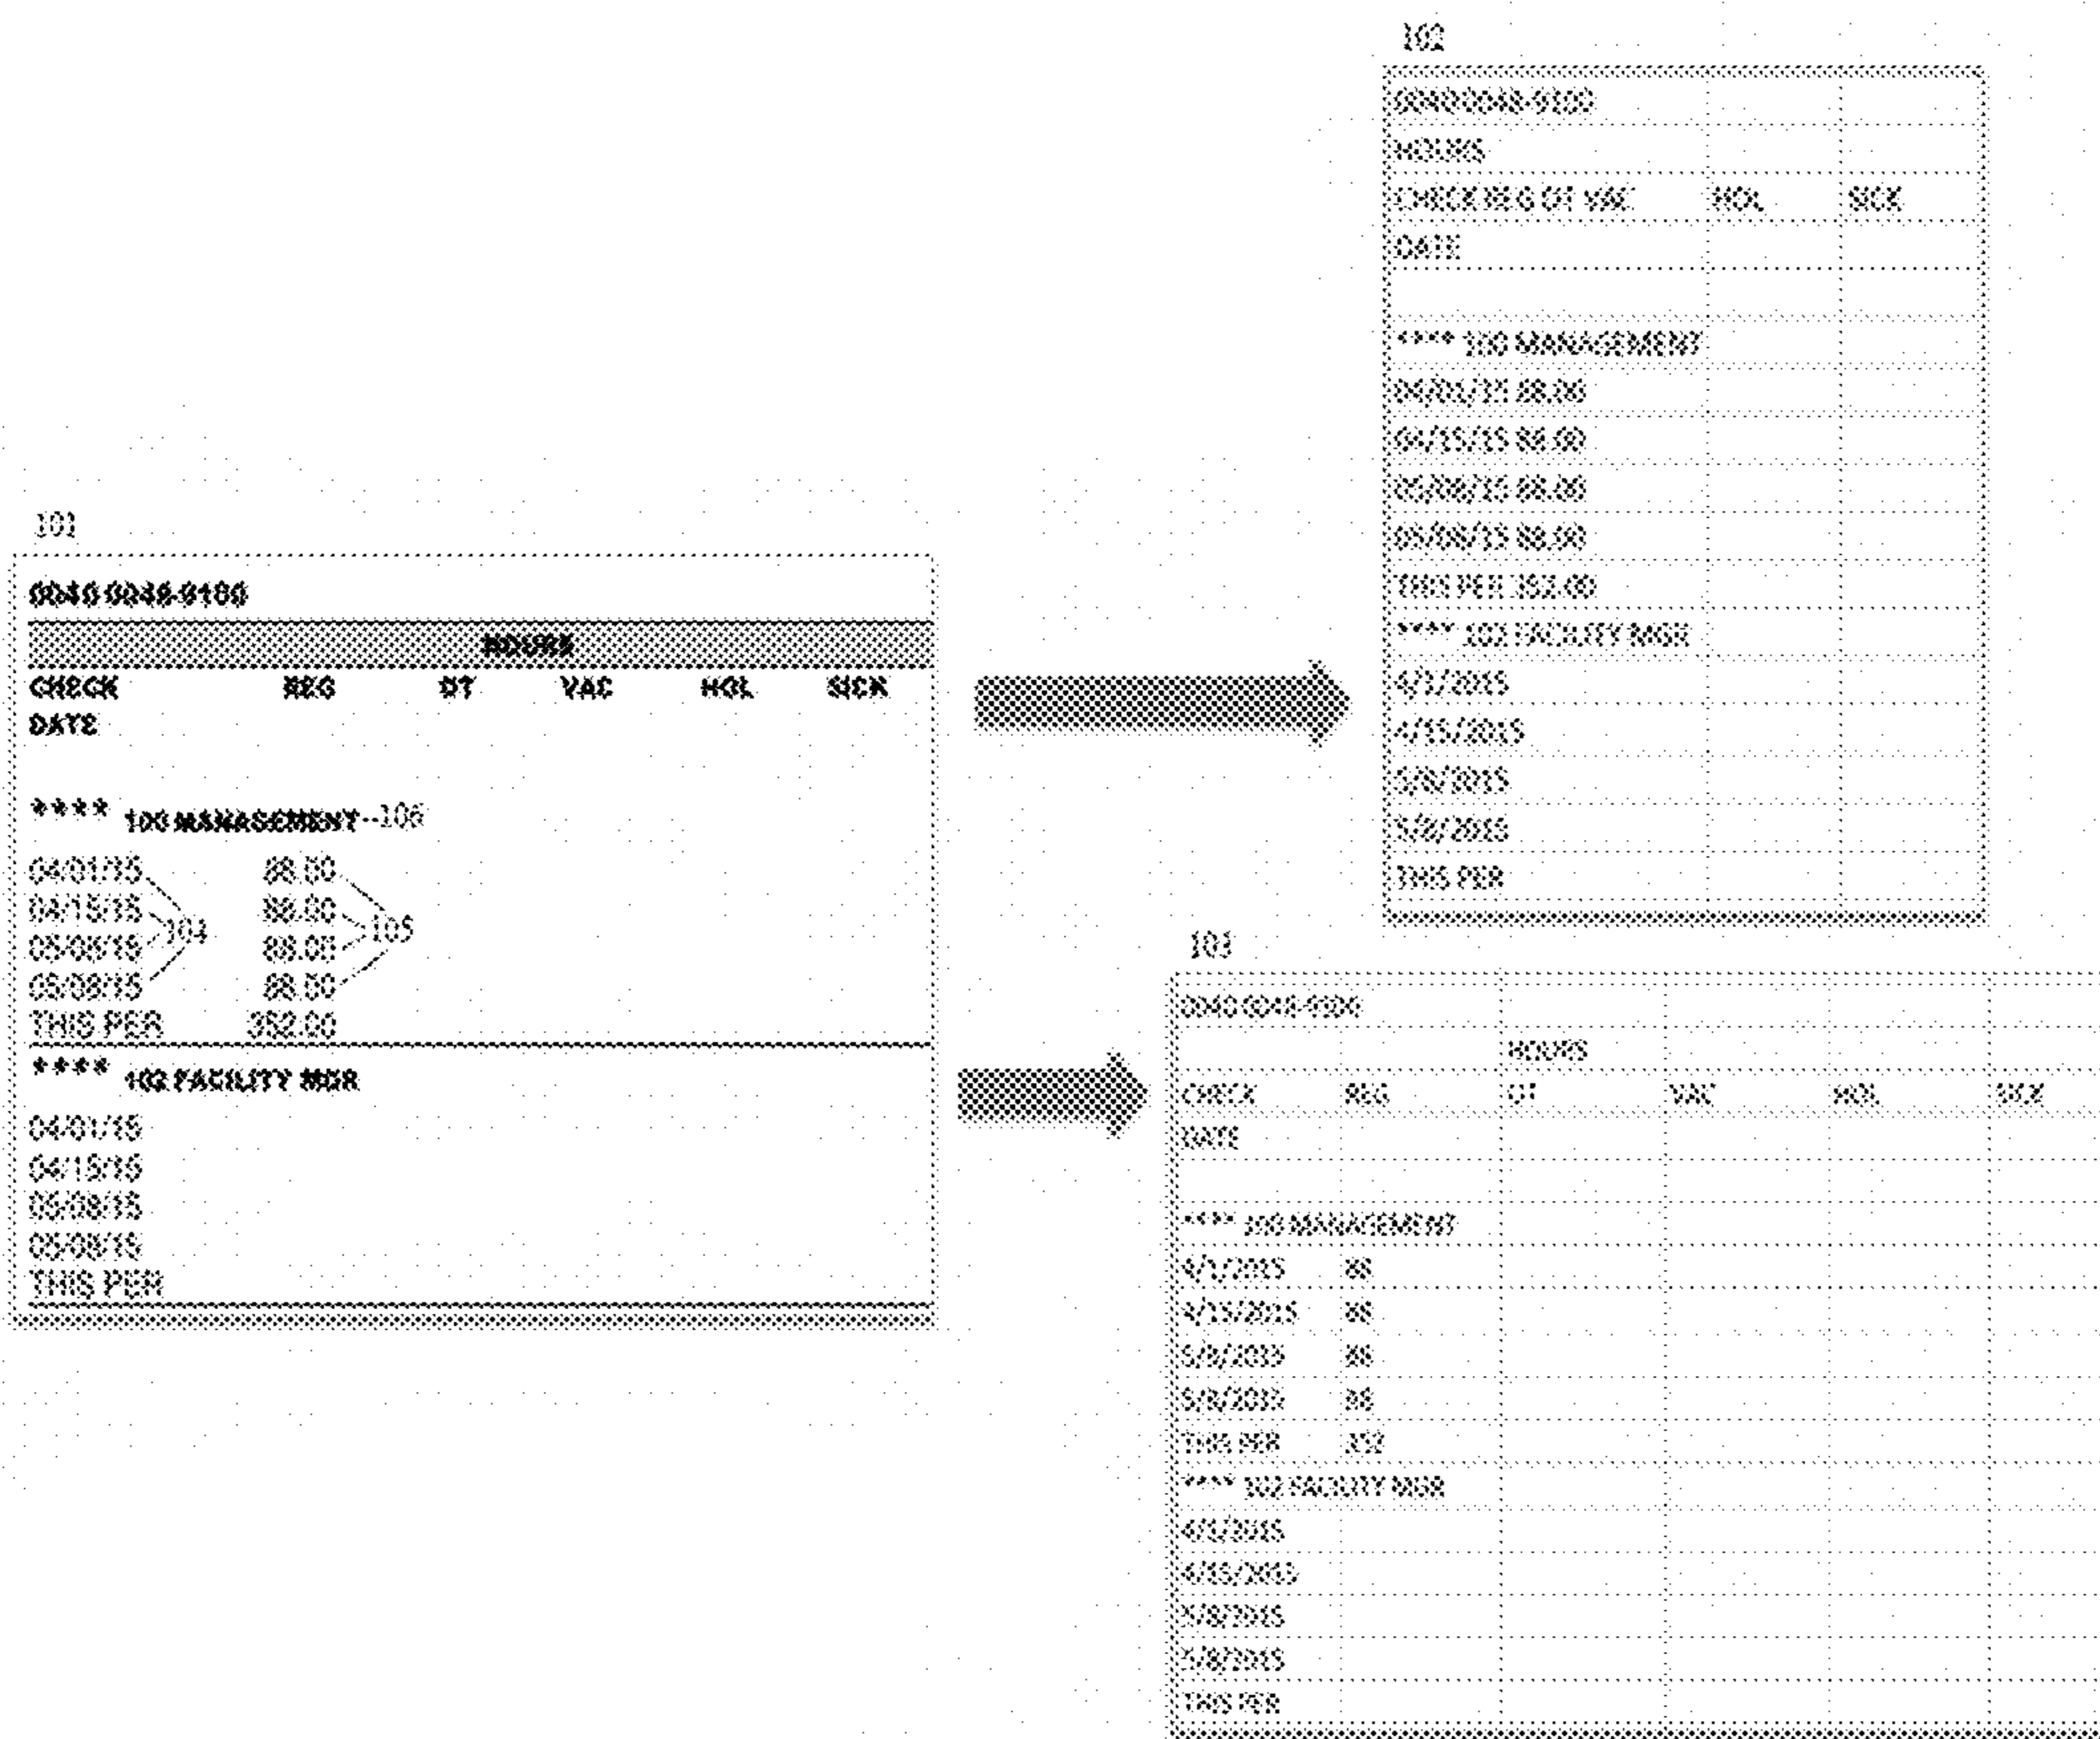 101
0040 0048-9100
HOURS
CHECK REG OT VAC HOL SICK
DATE
**** 100 MANAGEMENT--106
04/01/15 88.00
04/15/15 88.00
104 105
05/08/15 88.00
05/08/15 88.00
THIS PER 352.00
**** 102 FACILITY MGR
04/01/15
04/15/15
05/08/15
05/08/15
THIS PER
102
0040 0048-9100
HOURS
CHECK REG OT VAC HOL SICK
DATE
**** 100 MANAGEMENT
04/01/15 88.00
04/15/15 88.00
05/08/15 88.00
05/08/15 88.00
THIS PER 352.00
**** 102 FACILITY MGR
4/1/2015
4/15/2015
5/8/2015
5/8/2015
THIS PER
103
0040 0048-9100
HOURS
CHECK REG OT VAC HOL SICK
DATE
**** 100 MANAGEMENT
4/1/2015 88
4/15/2015 88
5/8/2015 88
5/8/2015 88
THIS PER 352
**** 102 FACILITY MGR
4/1/2015
4/15/2015
5/8/2015
5/8/2015
THIS PER